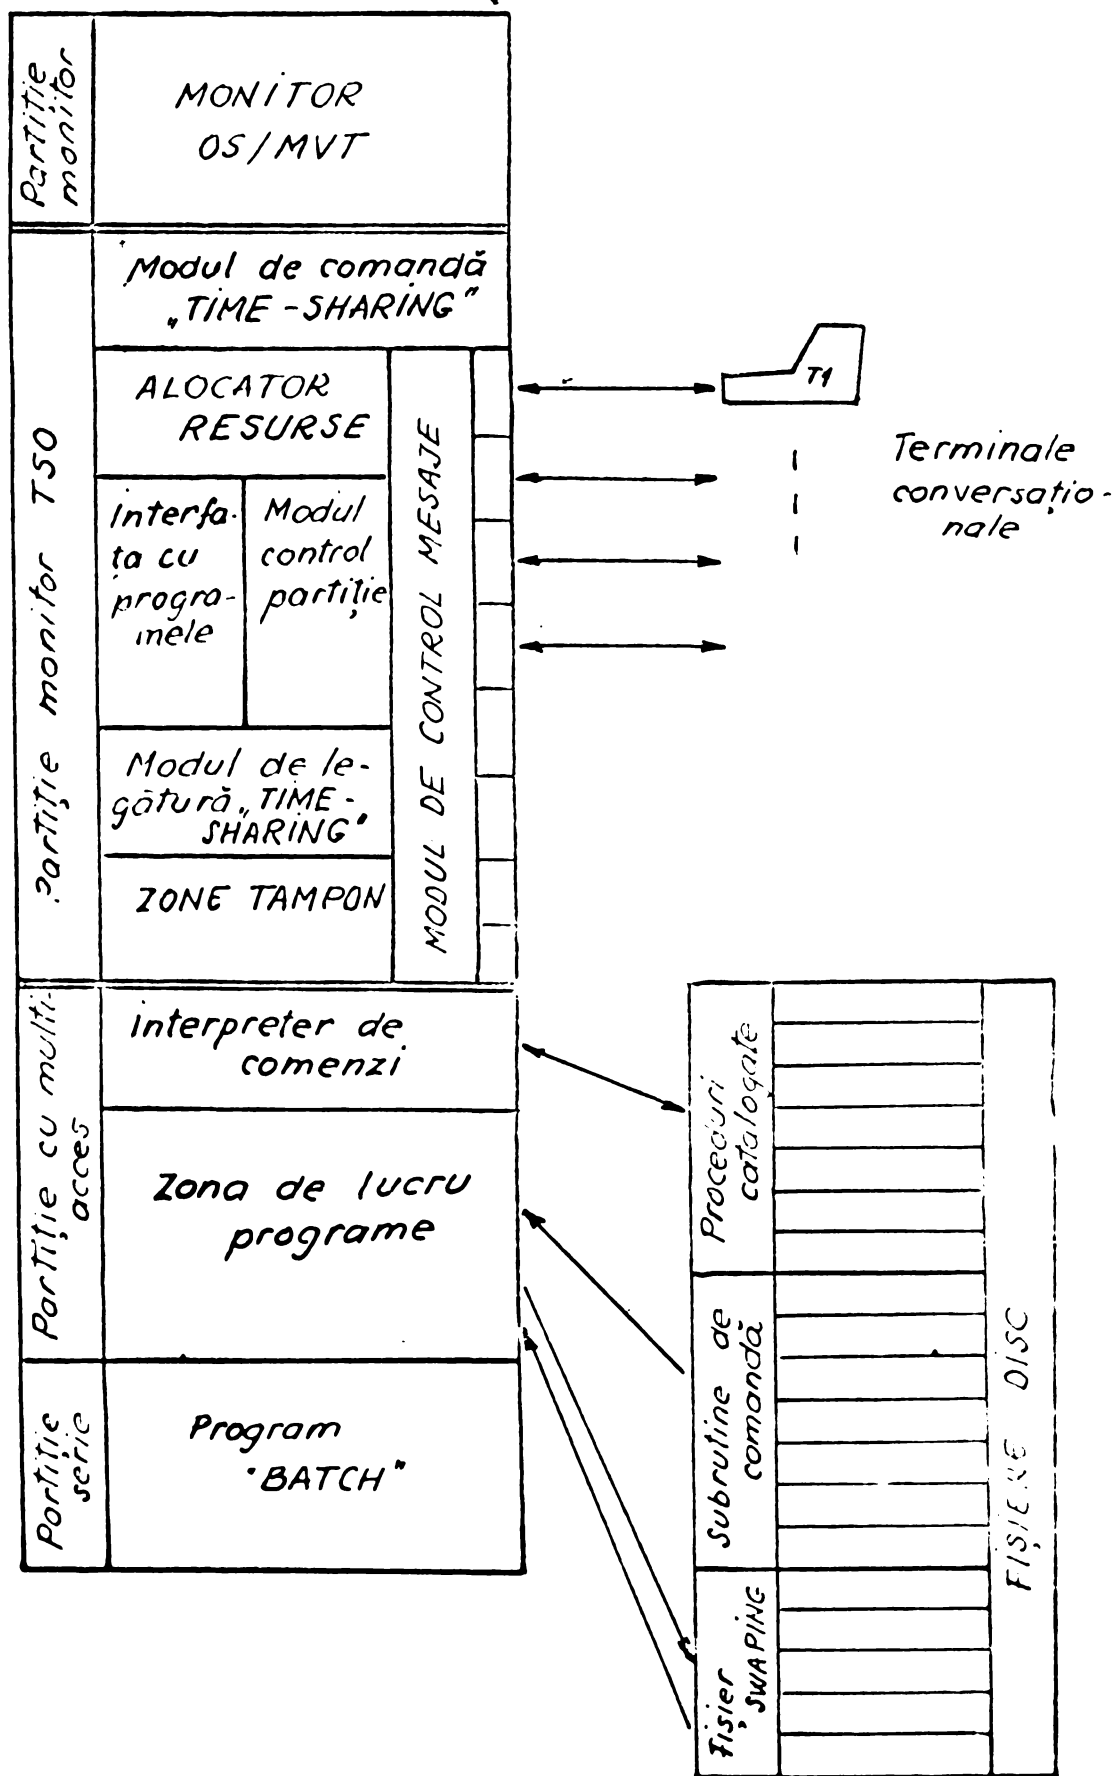 Partiție
monitor
MONITOR
OS/MVT
Partiție monitor TSO
Modul de comandă
„TIME-SHARING”
ALOCATOR
RESURSE
Interfa-
ța cu
progra-
mele
Modul
control
partiție
MODUL DE CONTROL MESAJE
Modul de le-
gătură „TIME-
SHARING”
ZONE TAMPON
T1
Terminale
conversațio-
nale
Partiție cu multi-
acces
Interpreter de
comenzi
Zona de lucru
programe
Partiție
serie
Program
"BATCH"
Proceduri
catalogate
Subrutine de
comandă
Fișier
SWAPING
FIȘIERE DISC